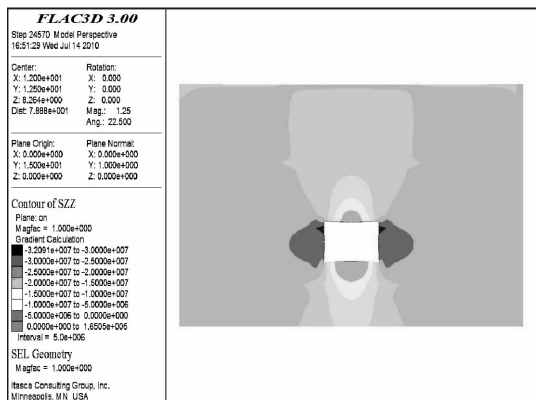 FLAC3D 3.00
Step 24570 Model Perspective
16:51:29 Wed Jul 14 2010
Center: Rotation:
X: 1.200e+001 X: 0.000
Y: 1.250e+001 Y: 0.000
Z: 8.264e+000 Z: 0.000
Dist: 7.888e+001 Mag.: 1.25
Ang.: 22.500
Plane Origin: Plane Normal:
X: 0.000e+000 X: 0.000e+000
Y: 1.500e+001 Y: 1.000e+000
Z: 0.000e+000 Z: 0.000e+000
Contour of SZZ
Plane: on
Magfac = 1.000e+000
Gradient Calculation
-3.2091e+007 to -3.0000e+007
-3.0000e+007 to -2.5000e+007
-2.5000e+007 to -2.0000e+007
-2.0000e+007 to -1.5000e+007
-1.5000e+007 to -1.0000e+007
-1.0000e+007 to -5.0000e+006
-5.0000e+006 to 0.0000e+000
0.0000e+000 to 1.6505e+006
Interval = 5.0e+006
SEL Geometry
Magfac = 1.000e+000
Itasca Consulting Group, Inc.
Minneapolis, MN USA